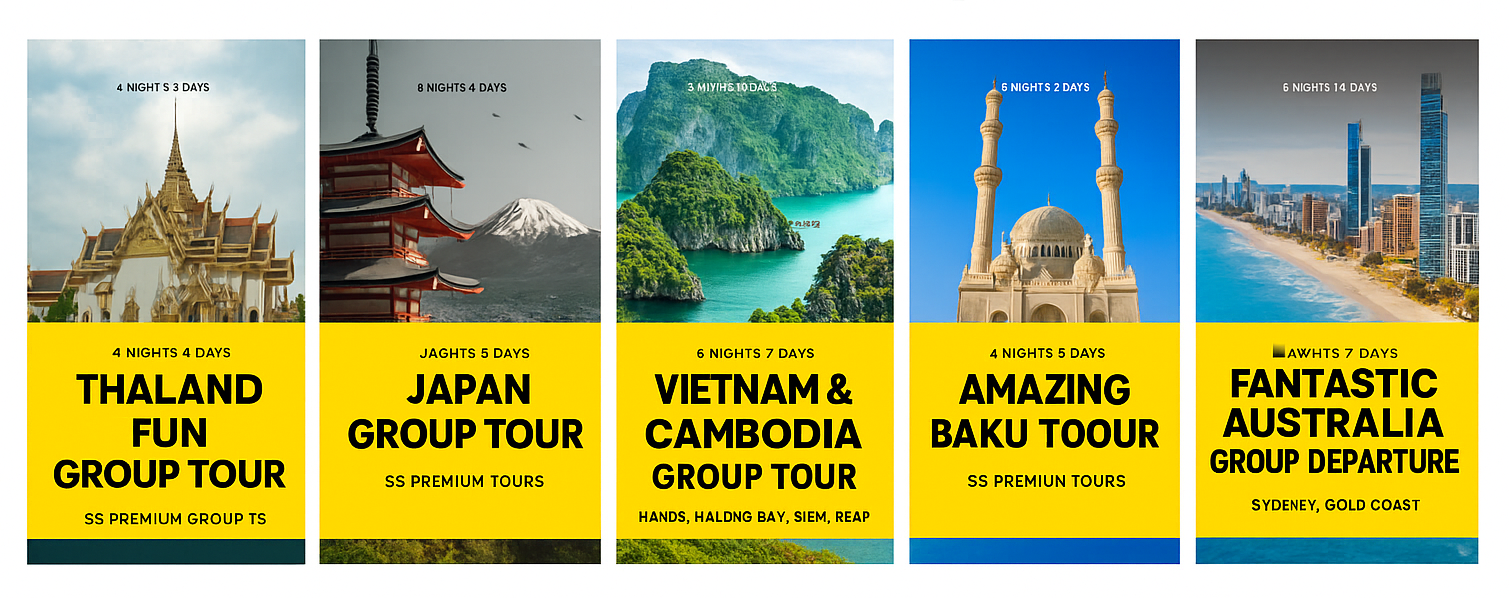 4 NIGHT S 3 DAYS
4 NIGHTS 4 DAYS
THALAND
FUN
GROUP TOUR
SS PREMIUM GROUP TS
8 NIGHTS 4 DAYS
JAGHTS 5 DAYS
JAPAN
GROUP TOUR
SS PREMIUM TOURS
3
6 NIGHTS 7 DAYS
VIETNAM &
CAMBODIA
GROUP TOUR
HANDS, HALDNG BAY, SIEM, REAP
6 NIGHTS 2 DAYS
4 NIGHTS 5 DAYS
AMAZING
BAKU TOOUR
SS PREMIUN TOURS
6 NIGHTS 14 DAYS
AWHTS 7 DAYS
FANTASTIC
AUSTRALIA
GROUP DEPARTURE
SYDENEY, GOLD COAST